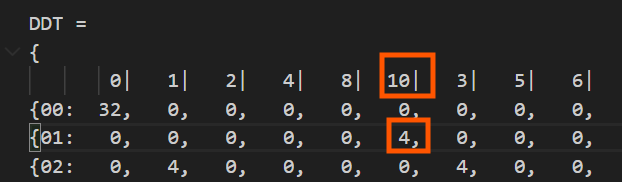 DDT =
{
0| 1| 2| 4| 8| 10| 3| 5| 6|
{00: 32, 0, 0, 0, 0, 0, 0, 0, 0,
{01: 0, 0, 0, 0, 0, 4, 0, 0, 0,
{02: 0, 4, 0, 0, 0, 0, 4, 0, 0,